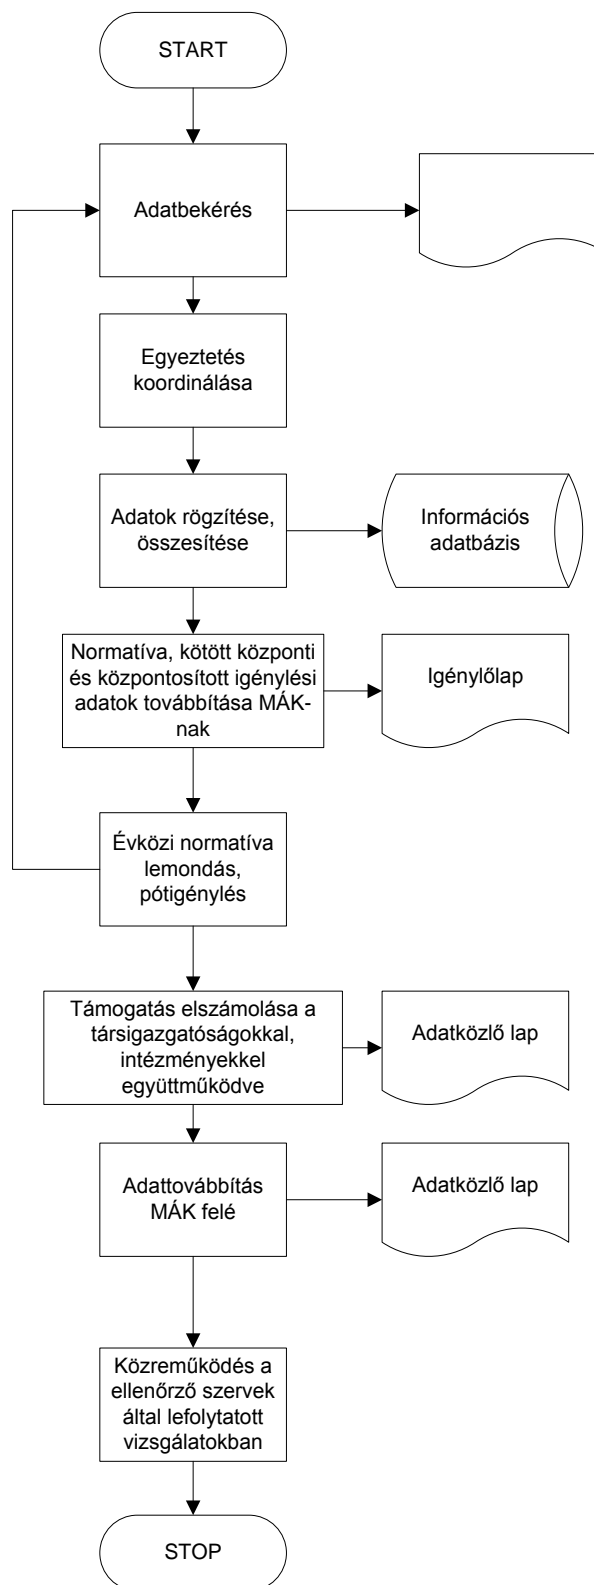 START
Adatbekérés
Egyeztetés
koordinálása
Adatok rögzítése,
összesítése
Információs
adatbázis
Normatíva, kötött központi
és központosított igénylési
adatok továbbítása MÁK-
nak
Igénylőlap
Évközi normatíva
lemondás,
pótigénylés
Támogatás elszámolása a
társigazgatóságokkal,
intézményekkel
együttműködve
Adatközlő lap
Adattovábbítás
MÁK felé
Adatközlő lap
Közreműködés a
ellenőrző szervek
által lefolytatott
vizsgálatokban
STOP